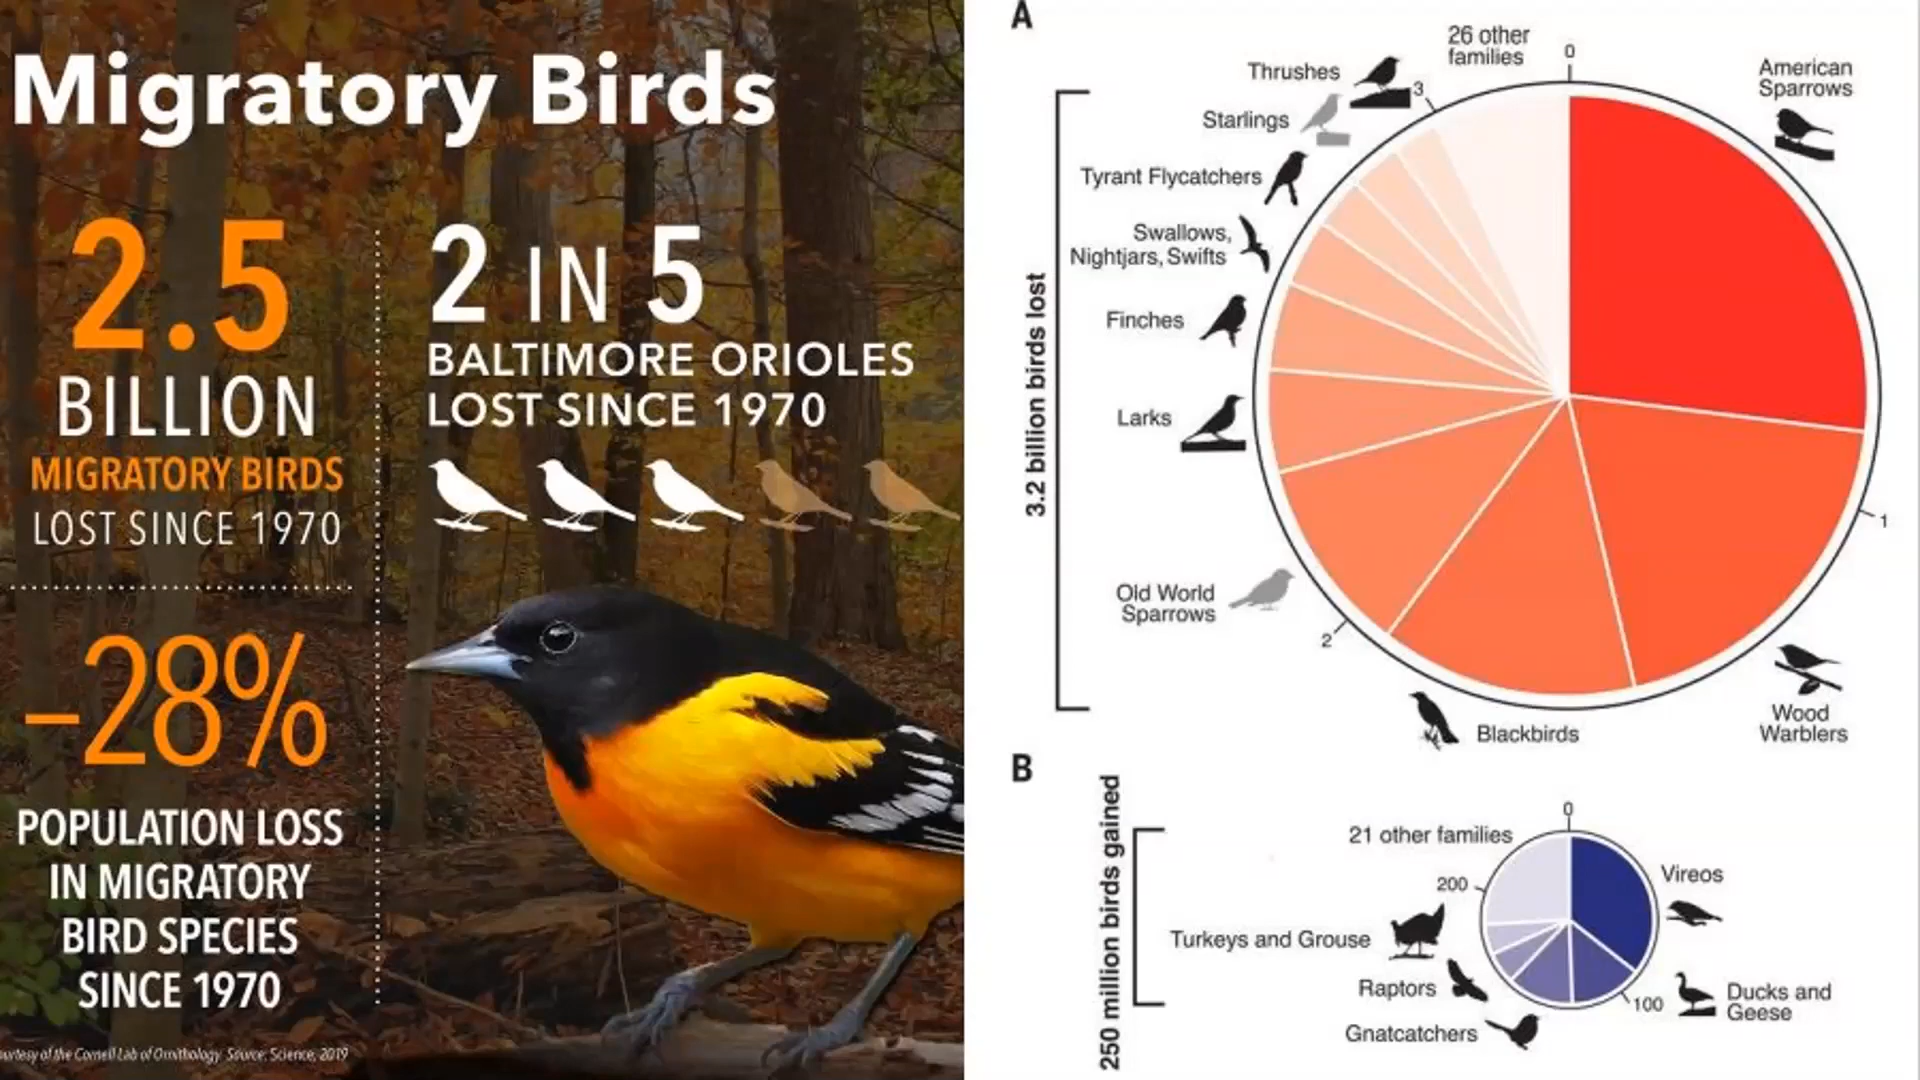 Migratory Birds
2.5
BILLION
MIGRATORY BIRDS
LOST SINCE 1970
–28%
POPULATION LOSS
IN MIGRATORY
BIRD SPECIES
SINCE 1970
2 IN 5
BALTIMORE ORIOLES
LOST SINCE 1970
of the Cornell Lab of Ornithology. Source: Science, 2019
A
3.2 billion birds lost
0
American
Sparrows
1
Wood
Warblers
Blackbirds
2
Old World
Sparrows
Larks
Finches
Swallows,
Nightjars, Swifts
Tyrant Flycatchers
Starlings
Thrushes
3
26 other
families
B
250 million birds gained
0
Vireos
Ducks and
Geese
100
Gnatcatchers
Raptors
Turkeys and Grouse
200
21 other families